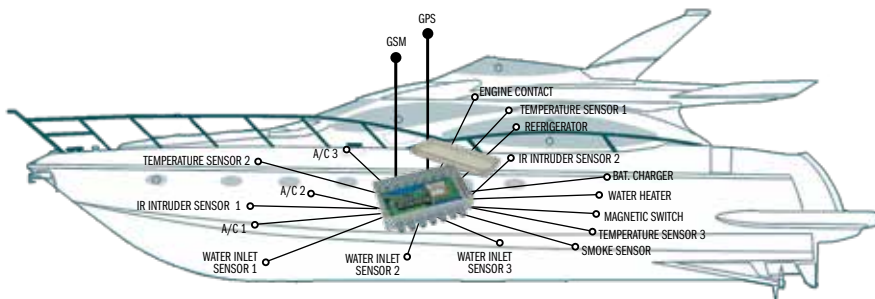 GPS
GSM
ENGINE CONTACT
TEMPERATURE SENSOR 1
REFRIGERATOR
A/C 3
TEMPERATURE SENSOR 2
IR INTRUDER SENSOR 2
BAT. CHARGER
A/C 2
WATER HEATER
IR INTRUDER SENSOR 1
MAGNETIC SWITCH
A/C 1
TEMPERATURE SENSOR 3
SMOKE SENSOR
WATER INLET
SENSOR 1
WATER INLET
SENSOR 2
WATER INLET
SENSOR 3